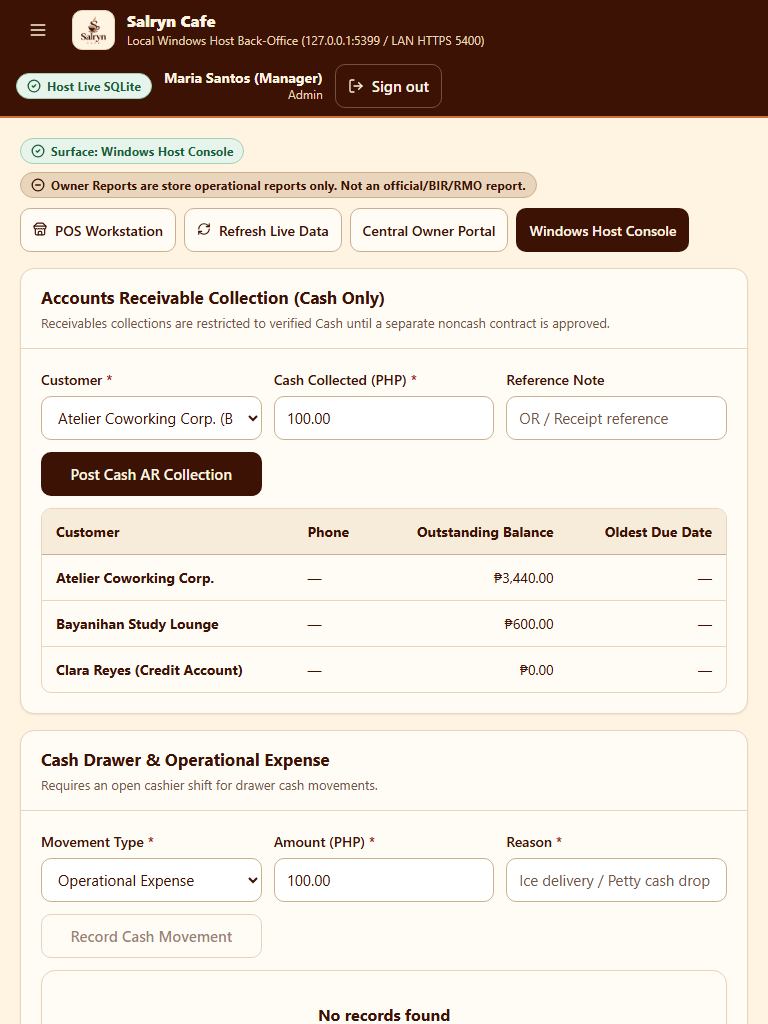 Salryn
Salryn Cafe
Local Windows Host Back-Office (127.0.0.1:5399 / LAN HTTPS 5400)
Host Live SQLite
Maria Santos (Manager)
Admin
Sign out
Surface: Windows Host Console
Owner Reports are store operational reports only. Not an official/BIR/RMO report.
POS Workstation
Refresh Live Data
Central Owner Portal
Windows Host Console
Accounts Receivable Collection (Cash Only)
Receivables collections are restricted to verified Cash until a separate noncash contract is approved.
Customer *
Cash Collected (PHP) *
Reference Note
Atelier Coworking Corp. (B
100.00
OR / Receipt reference
Post Cash AR Collection
Customer Phone Outstanding Balance Oldest Due Date
Atelier Coworking Corp. — ₱3,440.00 —
Bayanihan Study Lounge — ₱600.00 —
Clara Reyes (Credit Account) — ₱0.00 —
Cash Drawer & Operational Expense
Requires an open cashier shift for drawer cash movements.
Movement Type *
Amount (PHP) *
Reason *
Operational Expense
100.00
Ice delivery / Petty cash drop
Record Cash Movement
No records found